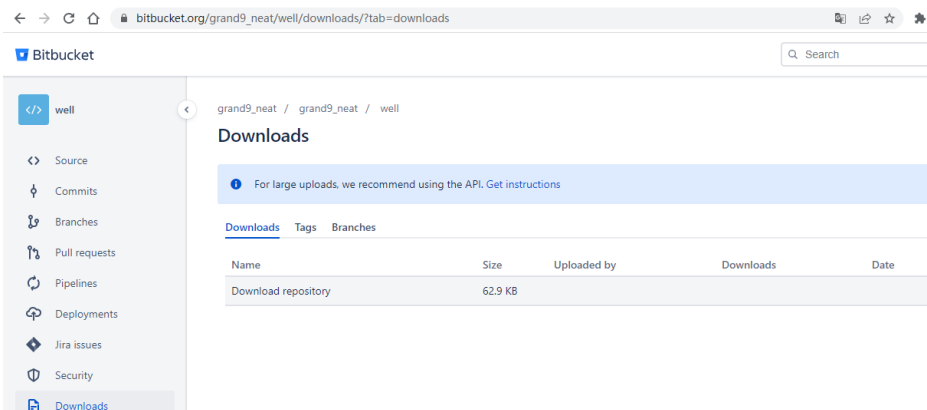 bitbucket.org/grand9_neat/well/downloads/?tab=downloads
Bitbucket
Search
well
Source
Commits
Branches
Pull requests
Pipelines
Deployments
Jira issues
Security
Downloads
grand9_neat / grand9_neat / well
Downloads
For large uploads, we recommend using the API. Get instructions
Downloads Tags Branches
Name Size Uploaded by Downloads Date
Download repository 62.9 KB